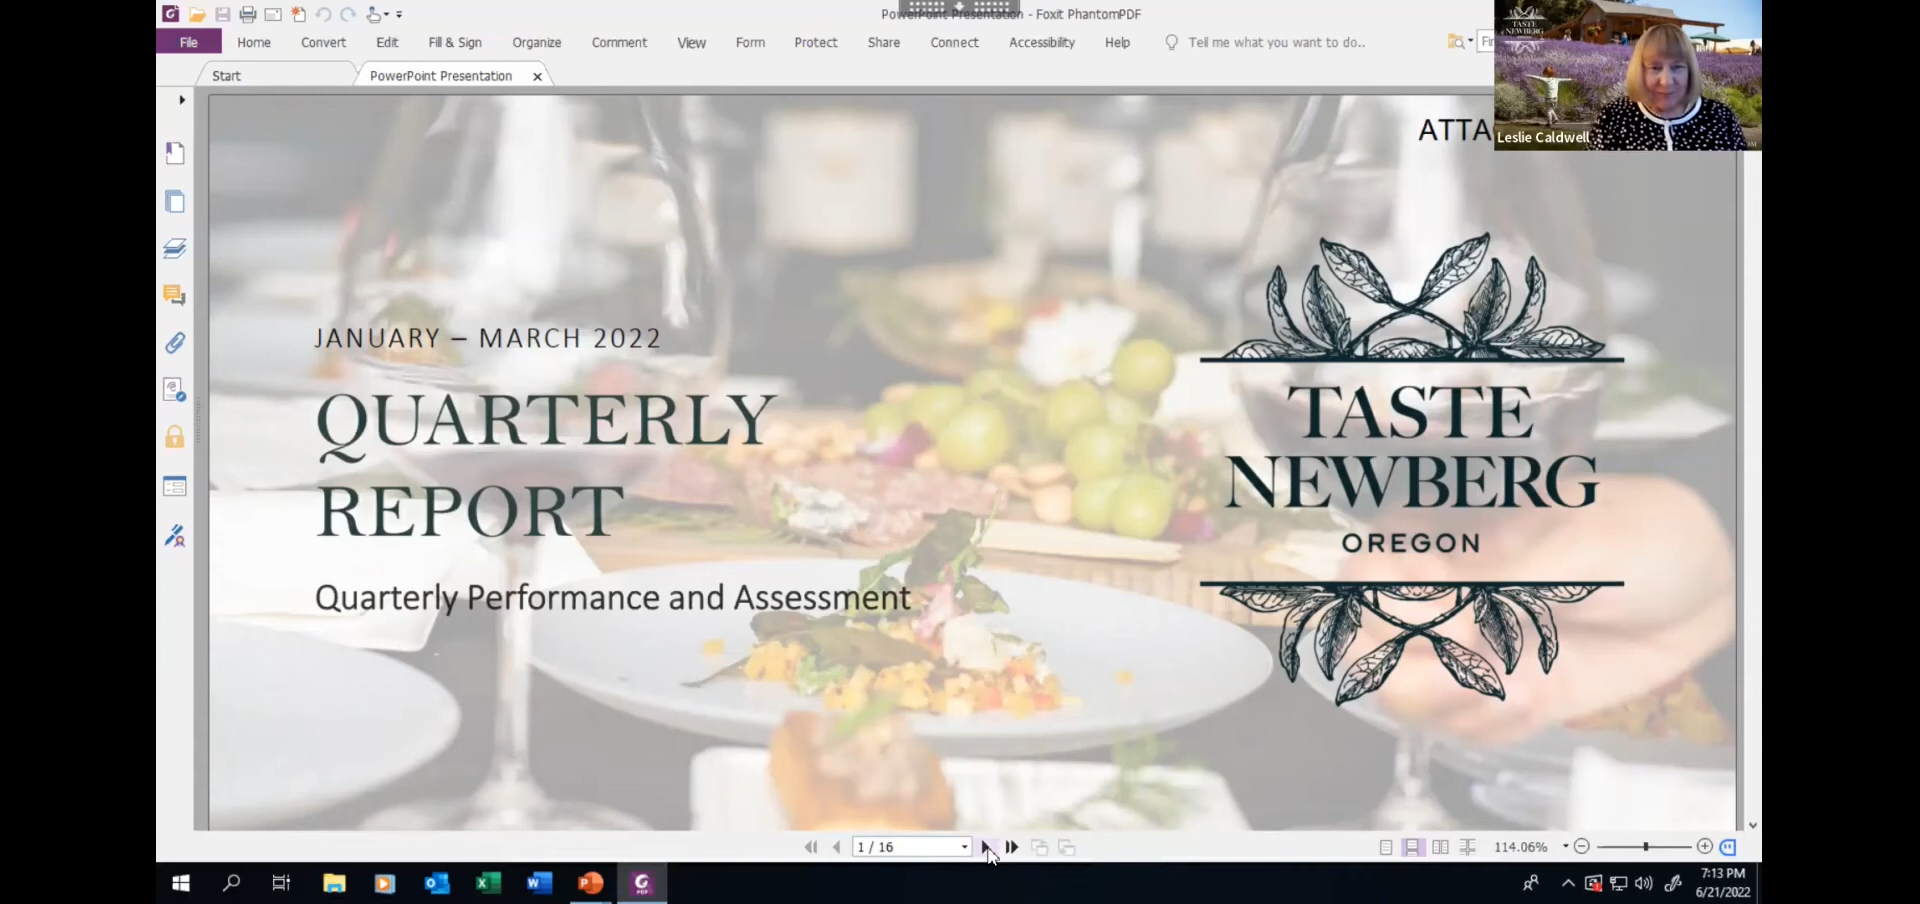 PowerPoint Presentation - Foxit PhantomPDF
File Home Convert Edit Fill & Sign Organize Comment View Form Protect Share Connect Accessibility Help Tell me what you want to do..
Start
PowerPoint Presentation
TASTE
NEWBERG
Leslie Caldwell
ATTA
JANUARY – MARCH 2022
QUARTERLY
REPORT
Quarterly Performance and Assessment
TASTE
NEWBERG
OREGON
1 / 16
114.06%
7:13 PM
6/21/2022